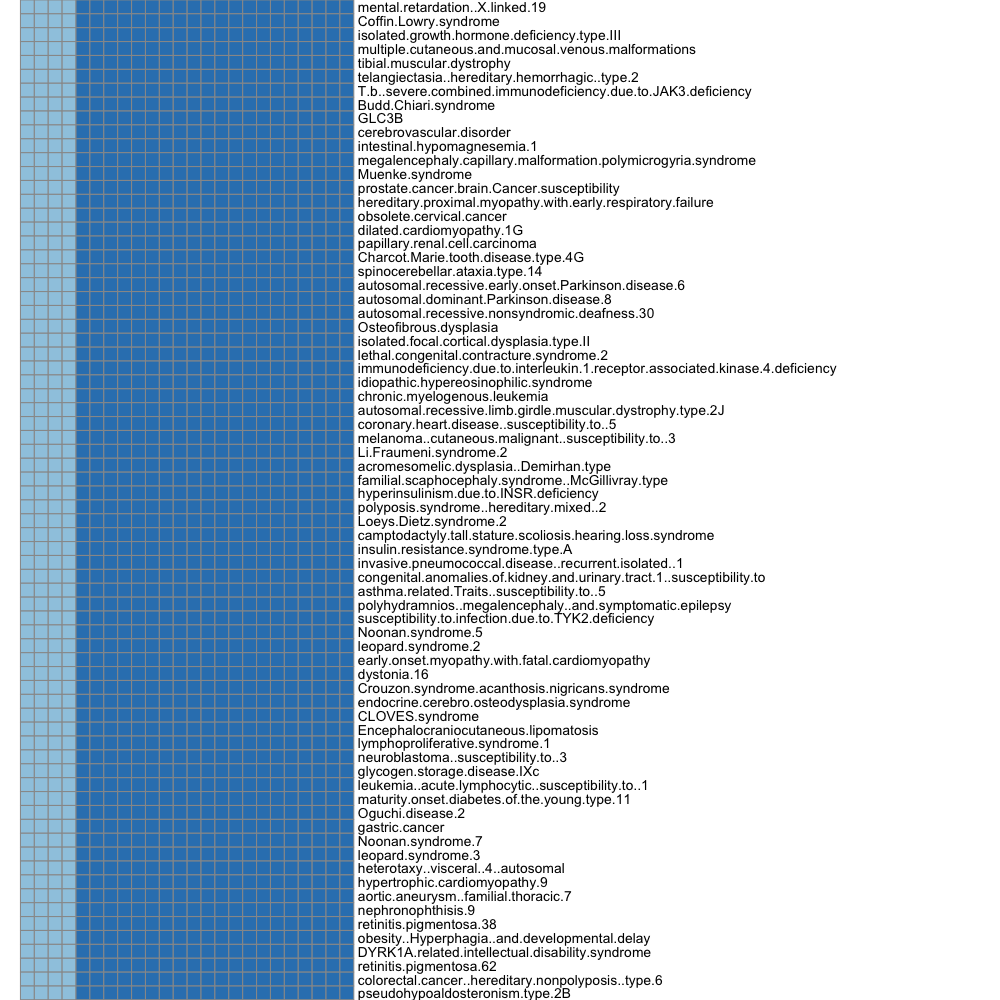 mental.retardation..X.linked.19
Coffin.Lowry.syndrome
isolated.growth.hormone.deficiency.type.III
multiple.cutaneous.and.mucosal.venous.malformations
tibial.muscular.dystrophy
telangiectasia..hereditary.hemorrhagic..type.2
T.b..severe.combined.immunodeficiency.due.to.JAK3.deficiency
Budd.Chiari.syndrome
GLC3B
cerebrovascular.disorder
intestinal.hypomagnesemia.1
megalencephaly.capillary.malformation.polymicrogyria.syndrome
Muenke.syndrome
prostate.cancer.brain.Cancer.susceptibility
hereditary.proximal.myopathy.with.early.respiratory.failure
obsolete.cervical.cancer
dilated.cardiomyopathy.1G
papillary.renal.cell.carcinoma
Charcot.Marie.tooth.disease.type.4G
spinocerebellar.ataxia.type.14
autosomal.recessive.early.onset.Parkinson.disease.6
autosomal.dominant.Parkinson.disease.8
autosomal.recessive.nonsyndromic.deafness.30
Osteofibrous.dysplasia
isolated.focal.cortical.dysplasia.type.II
lethal.congenital.contracture.syndrome.2
immunodeficiency.due.to.interleukin.1.receptor.associated.kinase.4.deficiency
idiopathic.hypereosinophilic.syndrome
chronic.myelogenous.leukemia
autosomal.recessive.limb.girdle.muscular.dystrophy.type.2J
coronary.heart.disease..susceptibility.to..5
melanoma..cutaneous.malignant..susceptibility.to..3
Li.Fraumeni.syndrome.2
acromesomelic.dysplasia..Demirhan.type
familial.scaphocephaly.syndrome..McGillivray.type
hyperinsulinism.due.to.INSR.deficiency
polyposis.syndrome..hereditary.mixed..2
Loeys.Dietz.syndrome.2
camptodactyly.tall.stature.scoliosis.hearing.loss.syndrome
insulin.resistance.syndrome.type.A
invasive.pneumococcal.disease..recurrent.isolated..1
congenital.anomalies.of.kidney.and.urinary.tract.1..susceptibility.to
asthma.related.Traits..susceptibility.to..5
polyhydramnios..megalencephaly..and.symptomatic.epilepsy
susceptibility.to.infection.due.to.TYK2.deficiency
Noonan.syndrome.5
leopard.syndrome.2
early.onset.myopathy.with.fatal.cardiomyopathy
dystonia.16
Crouzon.syndrome.acanthosis.nigricans.syndrome
endocrine.cerebro.osteodysplasia.syndrome
CLOVES.syndrome
Encephalocraniocutaneous.lipomatosis
lymphoproliferative.syndrome.1
neuroblastoma..susceptibility.to..3
glycogen.storage.disease.IXc
leukemia..acute.lymphocytic..susceptibility.to..1
maturity.onset.diabetes.of.the.young.type.11
Oguchi.disease.2
gastric.cancer
Noonan.syndrome.7
leopard.syndrome.3
heterotaxy..visceral..4..autosomal
hypertrophic.cardiomyopathy.9
aortic.aneurysm..familial.thoracic.7
nephronophthisis.9
retinitis.pigmentosa.38
obesity..Hyperphagia..and.developmental.delay
DYRK1A.related.intellectual.disability.syndrome
retinitis.pigmentosa.62
colorectal.cancer..hereditary.nonpolyposis..type.6
pseudohypoaldosteronism.type.2B